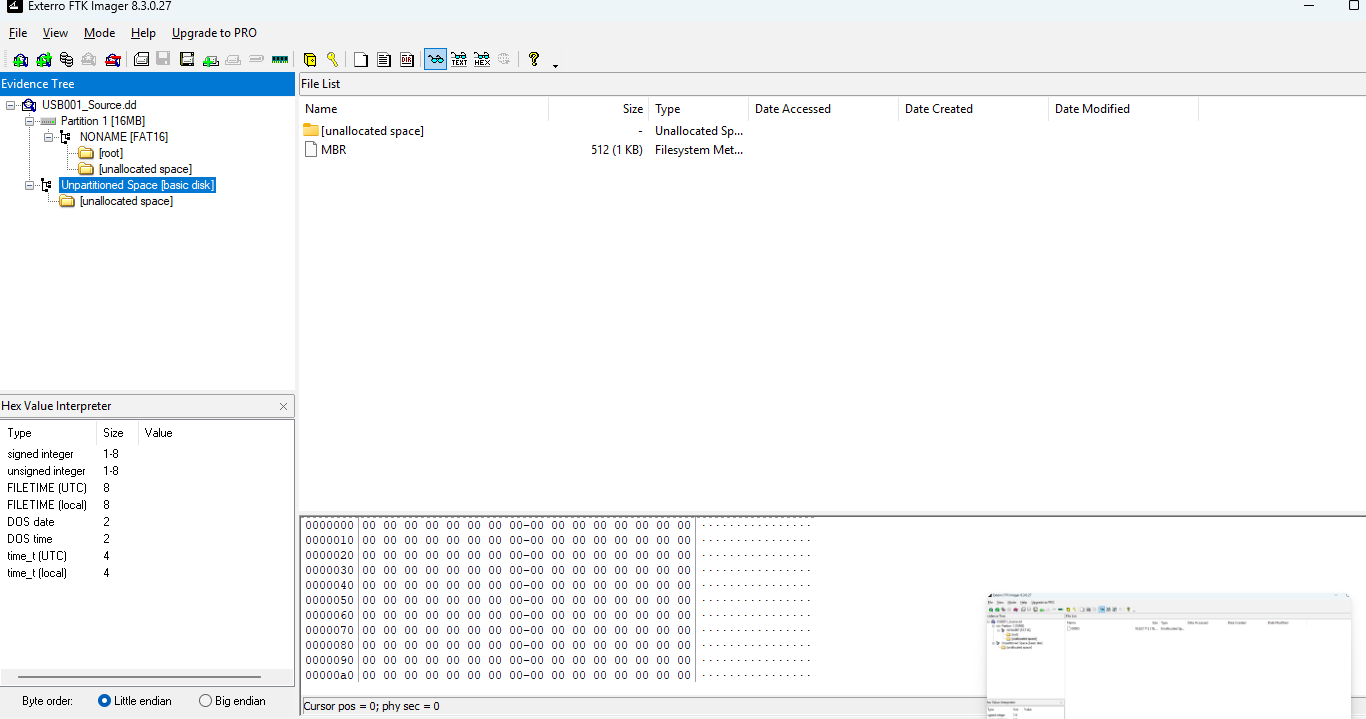 Exterro FTK Imager 8.3.0.27
File View Mode Help Upgrade to PRO
Evidence Tree
USB001_Source.dd
Partition 1 [16MB]
NONAME [FAT16]
[root]
[unallocated space]
Unpartitioned Space [basic disk]
[unallocated space]
File List
Name Size Type Date Accessed Date Created Date Modified
[unallocated space] - Unallocated Sp...
MBR 512 (1 KB) Filesystem Met...
Hex Value Interpreter
Type Size Value
signed integer 1-8
unsigned integer 1-8
FILETIME (UTC) 8
FILETIME (local) 8
DOS date 2
DOS time 2
time_t (UTC) 4
time_t (local) 4
Byte order: Little endian Big endian
0000000 00 00 00 00 00 00 00 00-00 00 00 00 00 00 00 00 ················
0000010 00 00 00 00 00 00 00 00-00 00 00 00 00 00 00 00 ················
0000020 00 00 00 00 00 00 00 00-00 00 00 00 00 00 00 00 ················
0000030 00 00 00 00 00 00 00 00-00 00 00 00 00 00 00 00 ················
0000040 00 00 00 00 00 00 00 00-00 00 00 00 00 00 00 00 ················
0000050 00 00 00 00 00 00 00 00-00 00 00 00 00 00 00 00 ················
0000060 00 00 00 00 00 00 00 00-00 00 00 00 00 00 00 00 ················
0000070 00 00 00 00 00 00 00 00-00 00 00 00 00 00 00 00 ················
0000080 00 00 00 00 00 00 00 00-00 00 00 00 00 00 00 00 ················
0000090 00 00 00 00 00 00 00 00-00 00 00 00 00 00 00 00 ················
00000a0 00 00 00 00 00 00 00 00-00 00 00 00 00 00 00 00 ················
Cursor pos = 0; phy sec = 0